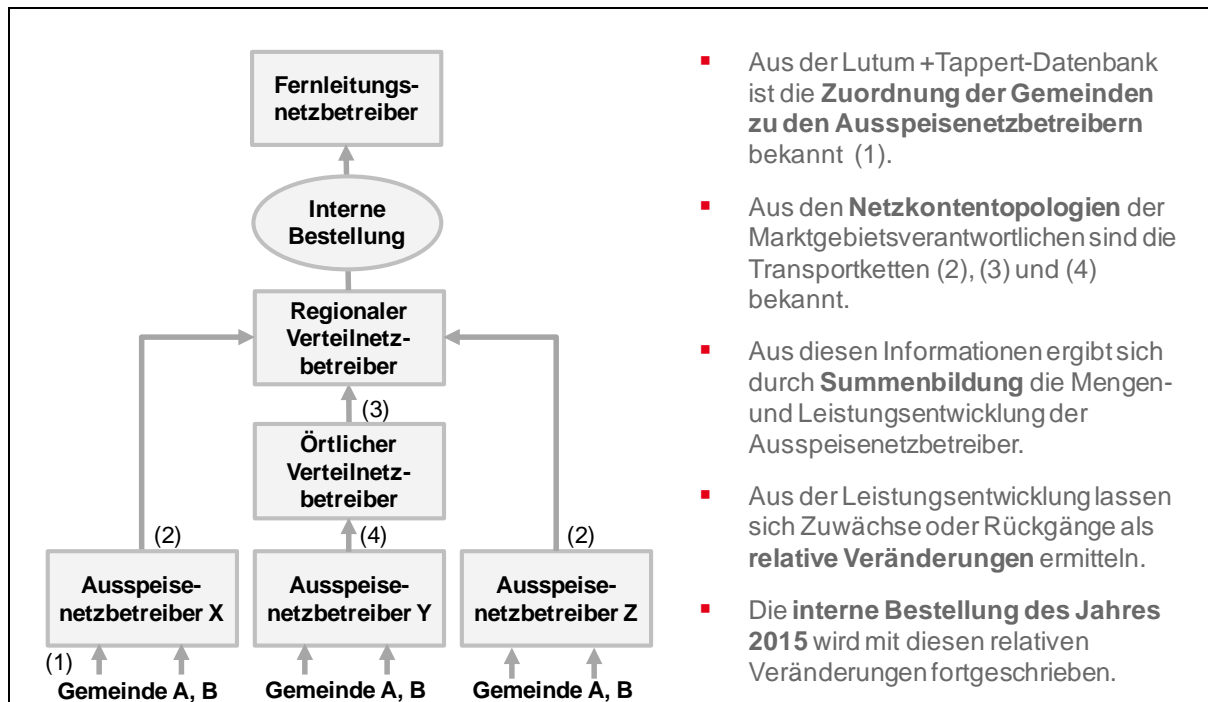 Fernleitungs-
netzbetreiber
Interne
Bestellung
Regionaler
Verteilnetz-
betreiber
(3)
Örtlicher
Verteilnetz-
betreiber
(2)
(4)
(2)
Ausspeise-
netzbetreiber X
Ausspeise-
netzbetreiber Y
Ausspeise-
netzbetreiber Z
(1)
Gemeinde A, B
Gemeinde A, B
Gemeinde A, B
Aus der Lutum +Tappert-Datenbank
ist die Zuordnung der Gemeinden
zu den Ausspeisenetzbetreibern
bekannt (1).
Aus den Netzkontentopologien der
Marktgebietsverantwortlichen sind die
Transportketten (2), (3) und (4)
bekannt.
Aus diesen Informationen ergibt sich
durch Summenbildung die Mengen-
und Leistungsentwicklung der
Ausspeisenetzbetreiber.
Aus der Leistungsentwicklung lassen
sich Zuwächse oder Rückgänge als
relative Veränderungen ermitteln.
Die interne Bestellung des Jahres
2015 wird mit diesen relativen
Veränderungen fortgeschrieben.